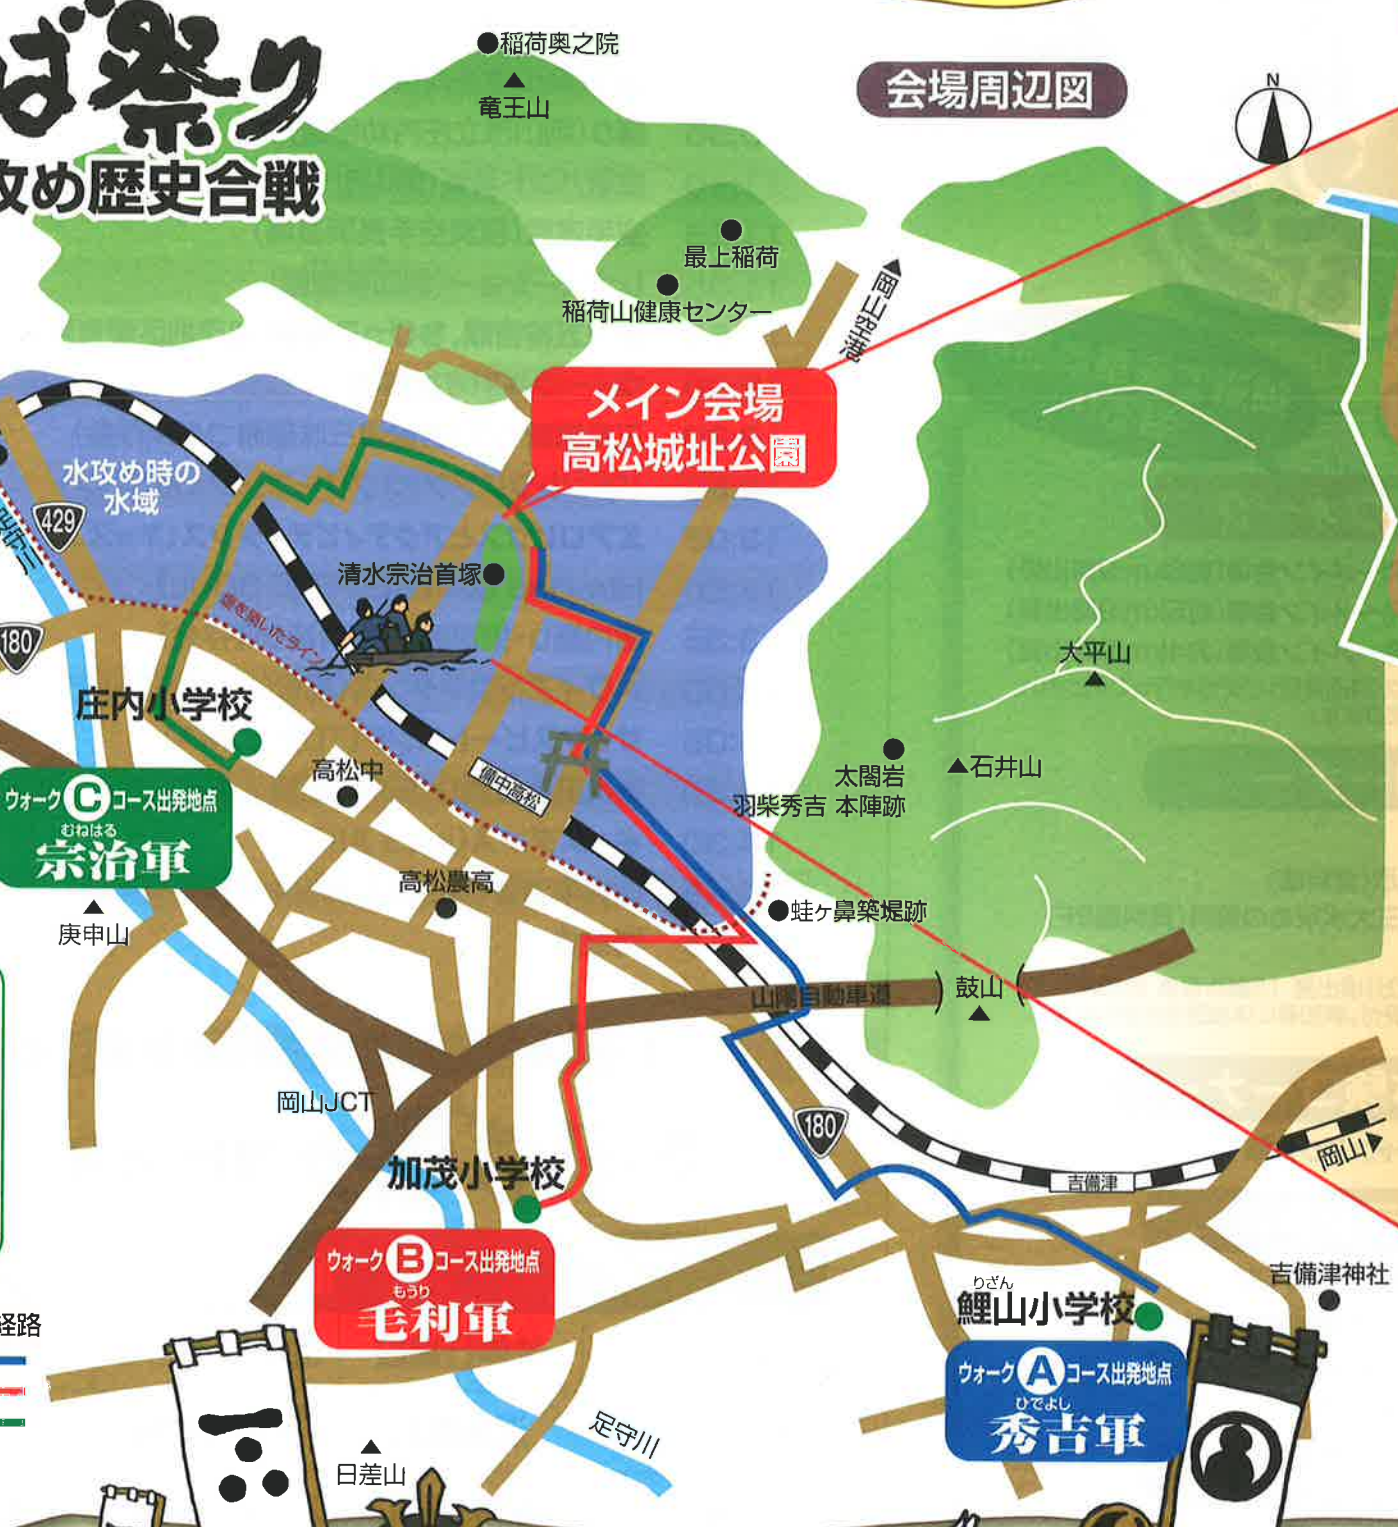 ば祭り
攻め歴史合戦
会場周辺図
N
稲荷奥之院
竜王山
最上稲荷
稲荷山健康センター
岡山空港
メイン会場
高松城址公園
水攻め時の
水域
429
180
清水宗治首塚
堤を築いたライン
大平山
庄内小学校
高松中
備中高松
太閤岩
石井山
羽柴秀吉 本陣跡
ウォークCコース出発地点
むねはる
宗治軍
高松農高
蛙ヶ鼻築堤跡
庚申山
山陽自動車道
鼓山
岡山JCT
180
岡山
加茂小学校
吉備津
ウォークBコース出発地点
もうり
毛利軍
吉備津神社
りざん
鯉山小学校
経路
ウォークAコース出発地点
ひでよし
秀吉軍
足守川
日差山